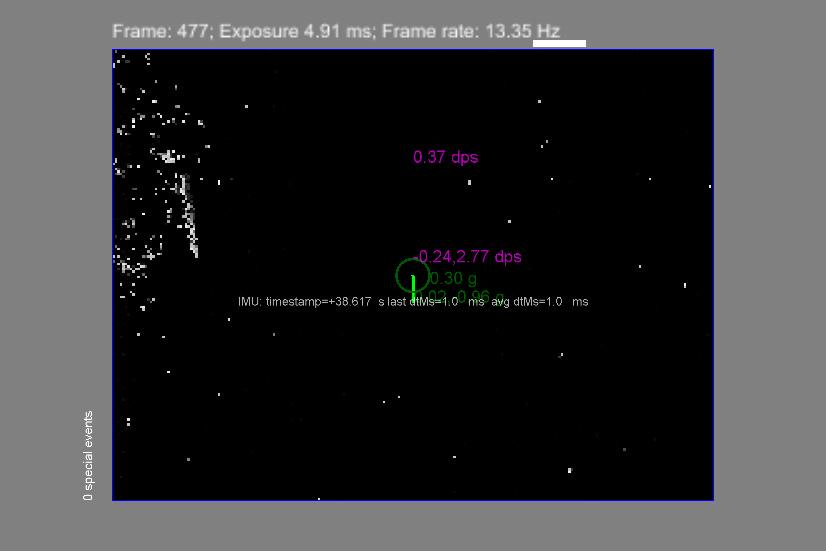 Frame: 477; Exposure 4.91 ms; Frame rate: 13.35 Hz
0.37 dps
-0.24,2.77 dps
0.30 g
0.96 g
IMU: timestamp=+38.617 s last dtMs=1.0 ms avg dtMs=1.0 ms
0 special events